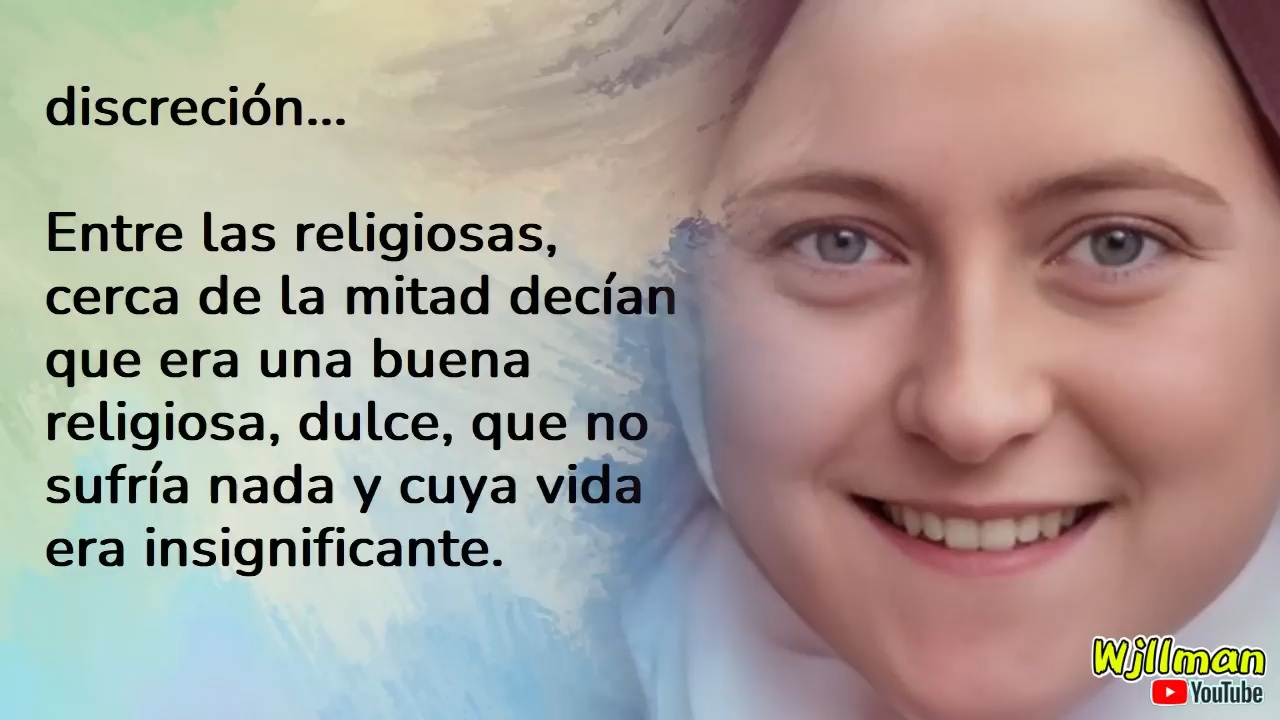 discreción...
Entre las religiosas,
cerca de la mitad decían
que era una buena
religiosa, dulce, que no
sufría nada y cuya vida
era insignificante.
Wjllman
YouTube